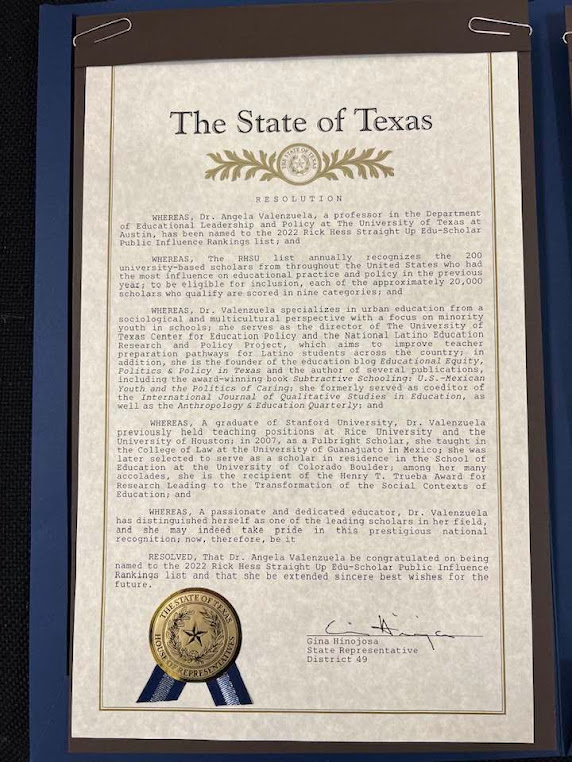 The State of Texas
THE STATE OF TEXAS
RESOLUTION
WHEREAS, Dr. Angela Valenzuela, a professor in the Department
of Educational Leadership and Policy at The University of Texas at
Austin, has been named to the 2022 Rick Hess Straight Up Edu-Scholar
Public Influence Rankings list; and
WHEREAS, The RHSU list annually recognizes the 200
university-based scholars from throughout the United States who had
the most influence on educational practice and policy in the previous
year; to be eligible for inclusion, each of the approximately 20,000
scholars who qualify are scored in nine categories; and
WHEREAS, Dr. Valenzuela specializes in urban education from a
sociological and multicultural perspective with a focus on minority
youth in schools; she serves as the director of The University of
Texas Center for Education Policy and the National Latino Education
Research and Policy Project, which aims to improve teacher
preparation pathways for Latino students across the country; in
addition, she is the founder of the education blog Educational Equity,
Politics & Policy in Texas and the author of several publications,
including the award-winning book Subtractive Schooling: U.S.-Mexican
Youth and the Politics of Caring; she formerly served as coeditor of
the International Journal of Qualitative Studies in Education, as
well as the Anthropology & Education Quarterly; and
WHEREAS, A graduate of Stanford University, Dr. Valenzuela
previously held teaching positions at Rice University and the
University of Houston; in 2007, as a Fulbright Scholar, she taught in
the College of Law at the University of Guanajuato in Mexico; she was
later selected to serve as a scholar in residence in the School of
Education at the University of Colorado Boulder; among her many
accolades, she is the recipient of the Henry T. Trueba Award for
Research Leading to the Transformation of the Social Contexts of
Education; and
WHEREAS, A passionate and dedicated educator, Dr. Valenzuela
has distinguished herself as one of the leading scholars in her field,
and she may indeed take pride in this prestigious national
recognition; now, therefore, be it
RESOLVED, That Dr. Angela Valenzuela be congratulated on being
named to the 2022 Rick Hess Straight Up Edu-Scholar Public Influence
Rankings list and that she be extended sincere best wishes for the
future.
THE STATE OF TEXAS
HOUSE OF REPRESENTATIVES
Gina Hinojosa
State Representative
District 49